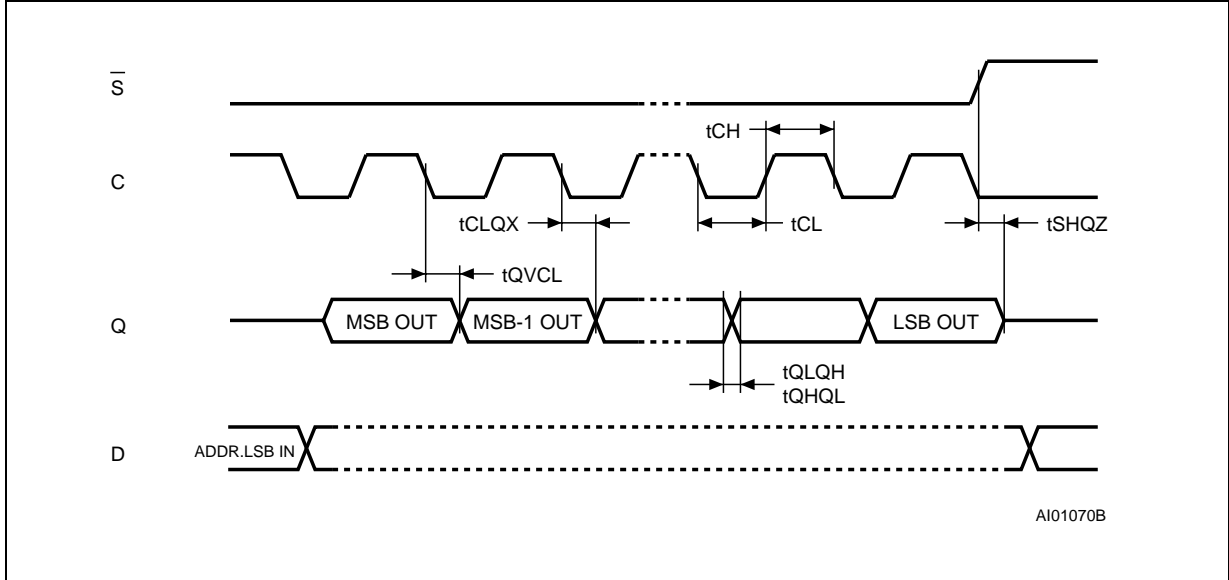 S
tCH
C
tCLQX
tCL
tSHQZ
tQVCL
Q
MSB OUT
MSB-1 OUT
LSB OUT
tQLQH
tQHQL
D
ADDR.LSB IN
AI01070B